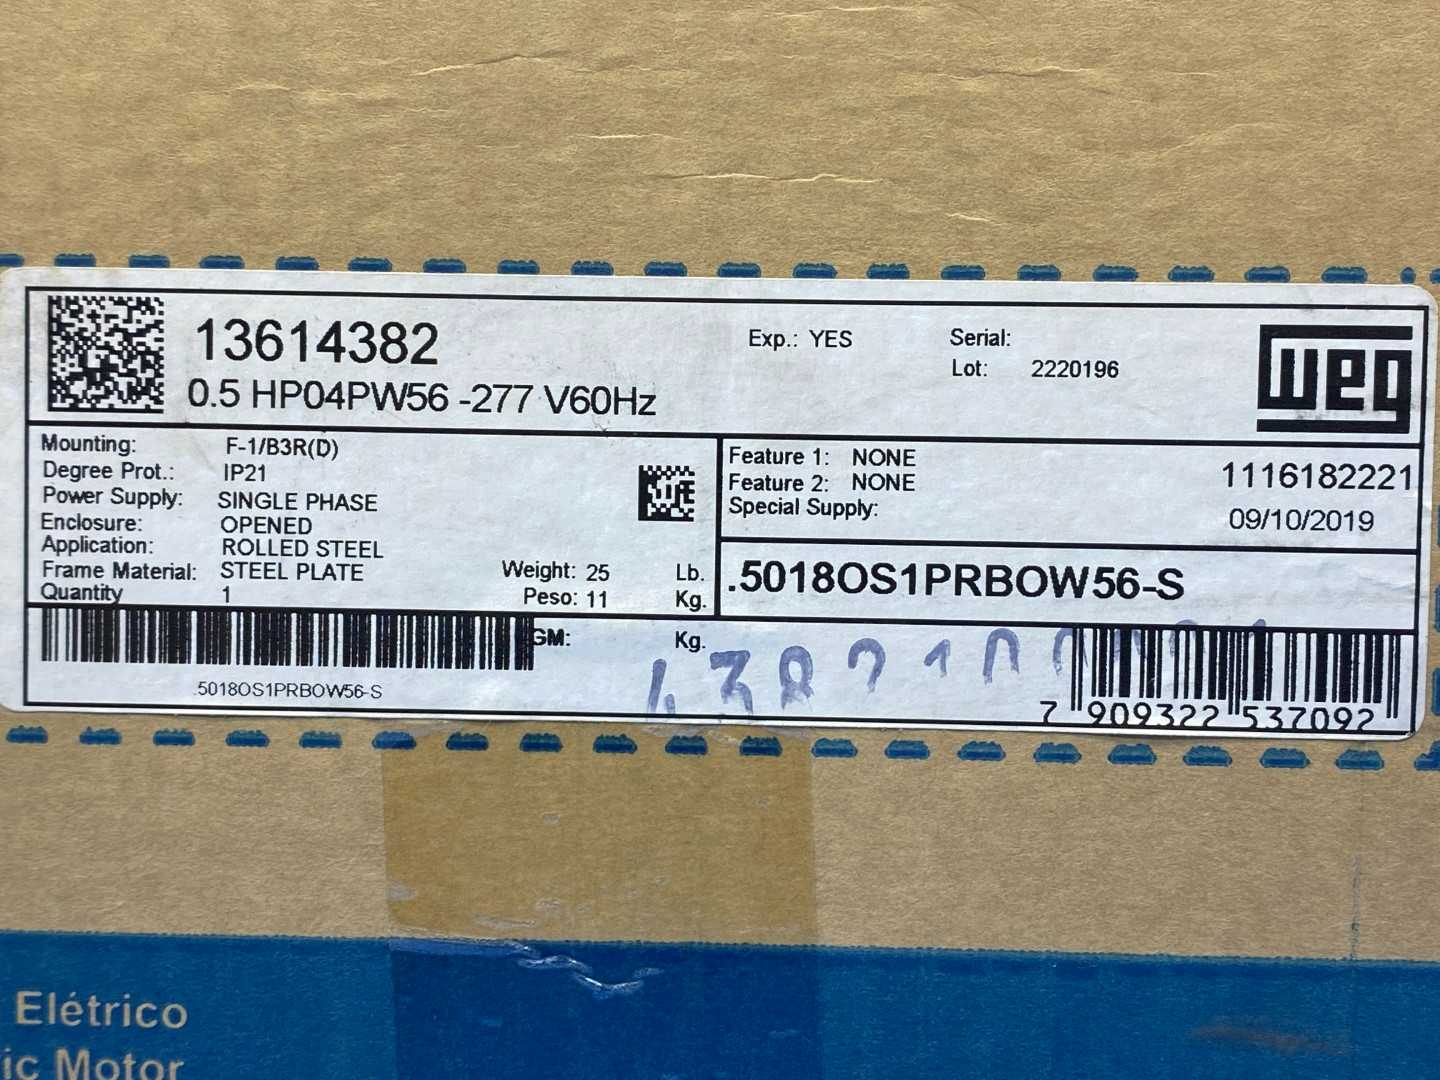 13614382
0.5 HP04PW56 -277 V60Hz
Exp.: YES
Serial:
Lot: 2220196
WEG
Mounting: F-1/B3R(D)
Degree Prot.: IP21
Power Supply: SINGLE PHASE
Enclosure: OPENED
Application: ROLLED STEEL
Frame Material: STEEL PLATE
Quantity 1
Weight: 25 Lb.
Peso: 11 Kg.
Feature 1: NONE
Feature 2: NONE
Special Supply:
1116182221
09/10/2019
.5018OS1PRBOW56-S
GM: Kg.
.5018OS1PRBOW56-S
7 909322 537092
Elétrico
ic Motor